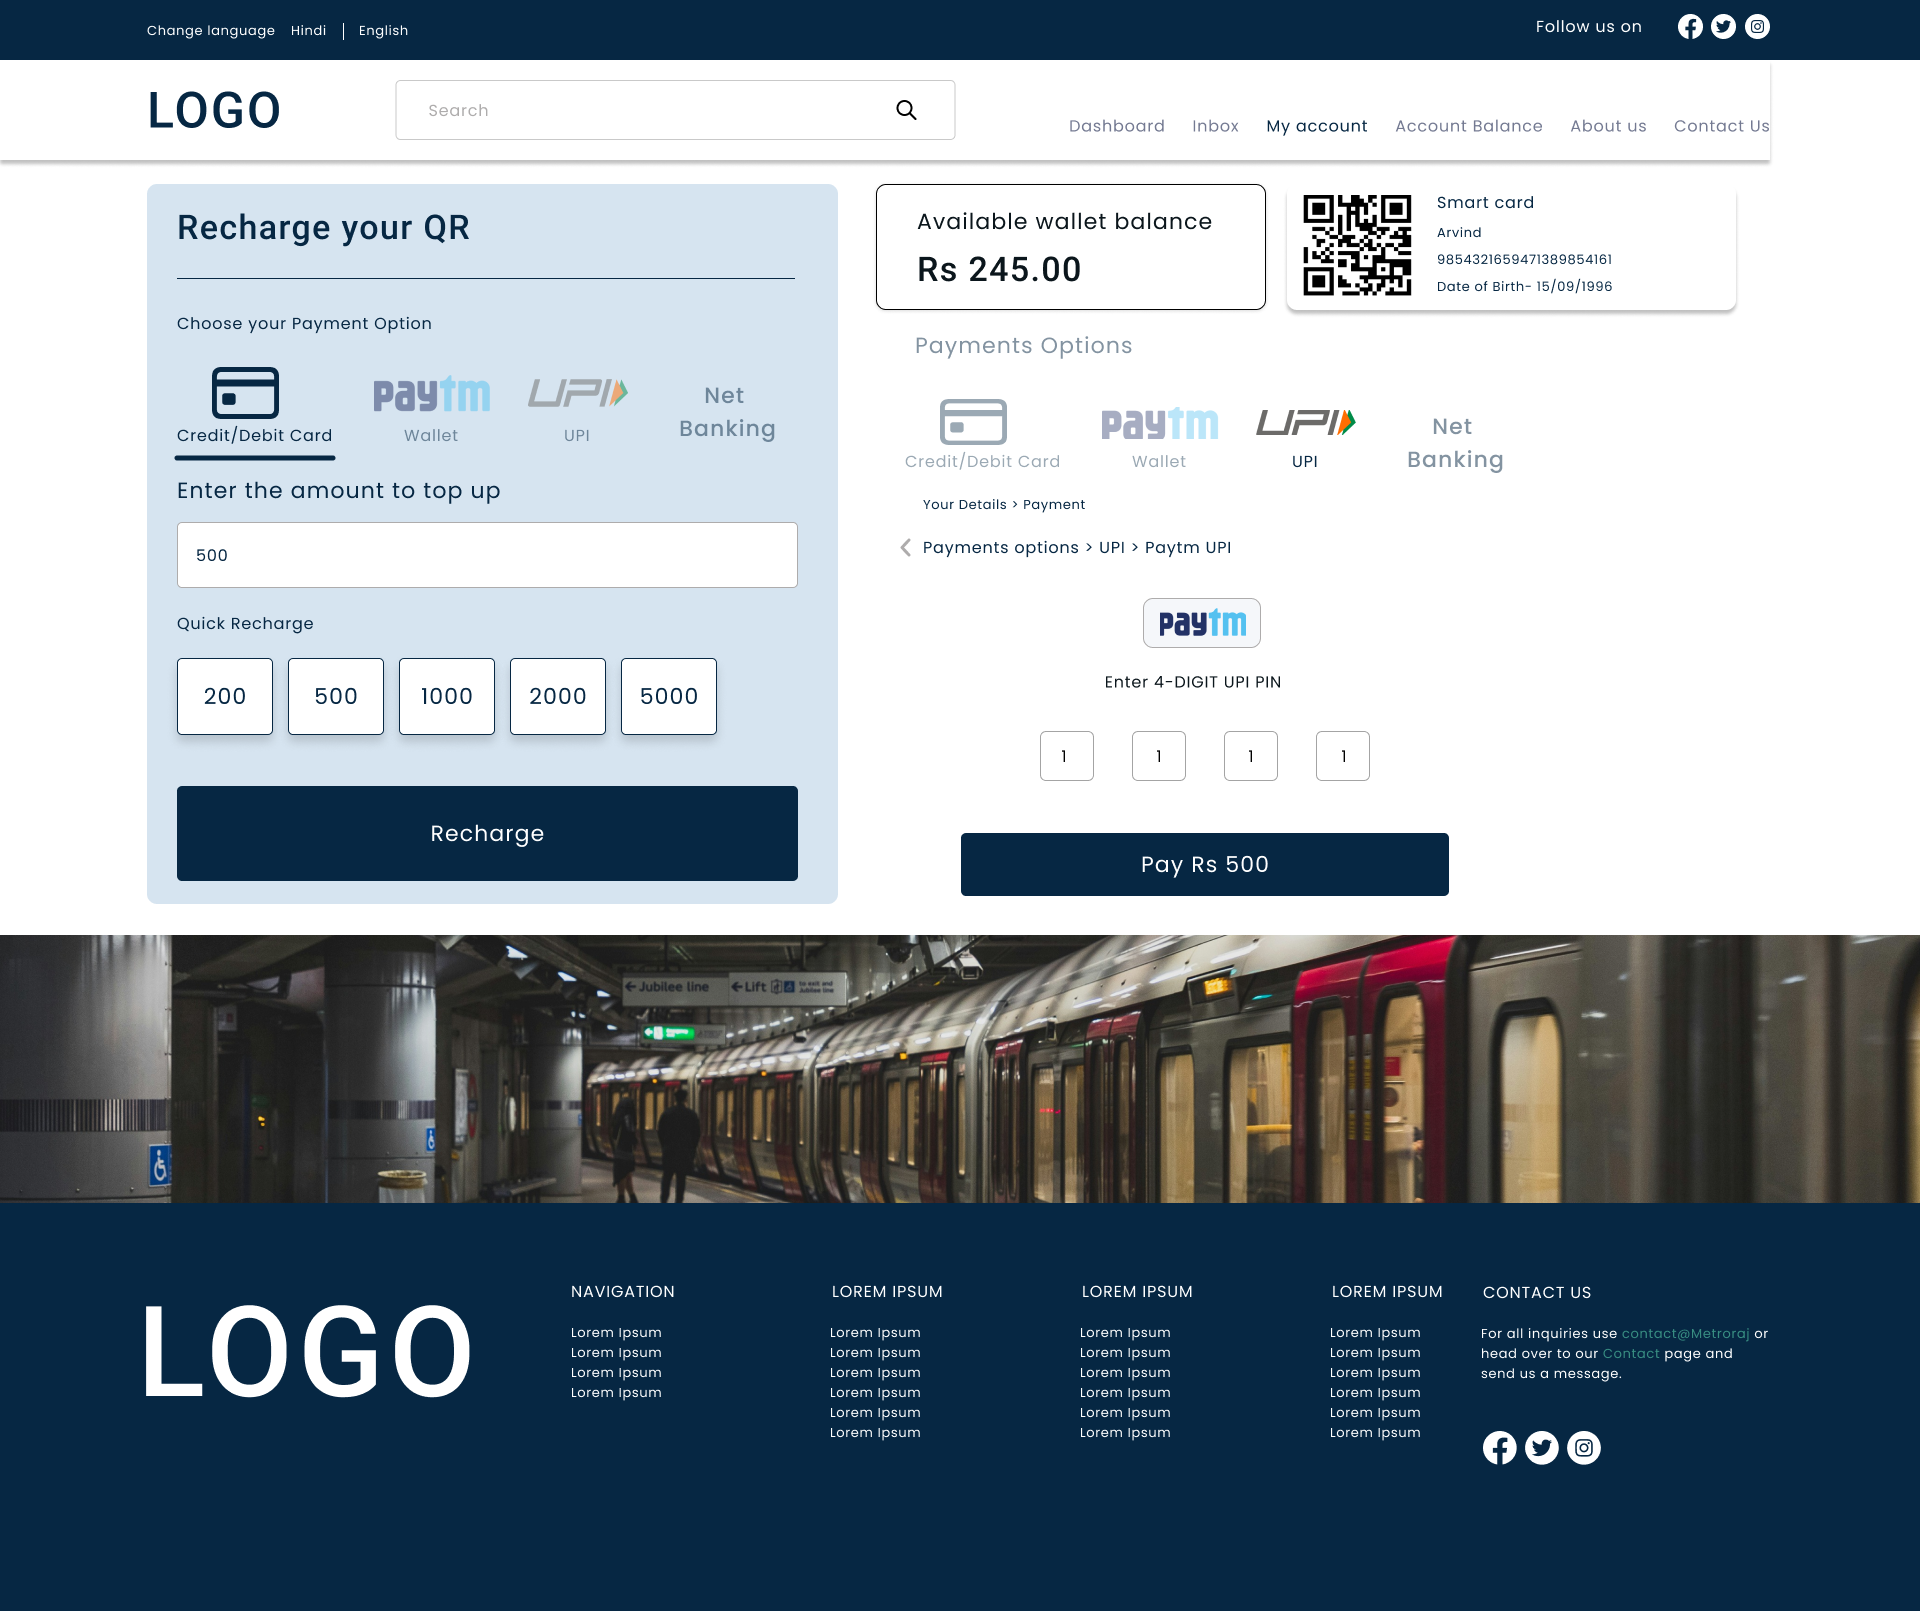 Change language Hindi English
Follow us on
LOGO
Search
Dashboard Inbox My account Account Balance About us Contact Us
Recharge your QR
Choose your Payment Option
Credit/Debit Card
paytm
Wallet
UPI
UPI
Net
Banking
Enter the amount to top up
500
Quick Recharge
200 500 1000 2000 5000
Recharge
Available wallet balance
Rs 245.00
Smart card
Arvind
9854321659471389854161
Date of Birth- 15/09/1996
Payments Options
Credit/Debit Card
paytm
Wallet
UPI
UPI
Net
Banking
Your Details > Payment
Payments options > UPI > Paytm UPI
paytm
Enter 4-DIGIT UPI PIN
1 1 1 1
Pay Rs 500
Jubilee line
Lift
to exit and
Jubilee line
LOGO
NAVIGATION
Lorem Ipsum
Lorem Ipsum
Lorem Ipsum
Lorem Ipsum
LOREM IPSUM
Lorem Ipsum
Lorem Ipsum
Lorem Ipsum
Lorem Ipsum
Lorem Ipsum
Lorem Ipsum
LOREM IPSUM
Lorem Ipsum
Lorem Ipsum
Lorem Ipsum
Lorem Ipsum
Lorem Ipsum
Lorem Ipsum
LOREM IPSUM
Lorem Ipsum
Lorem Ipsum
Lorem Ipsum
Lorem Ipsum
Lorem Ipsum
Lorem Ipsum
CONTACT US
For all inquiries use contact@Metroraj or
head over to our Contact page and
send us a message.